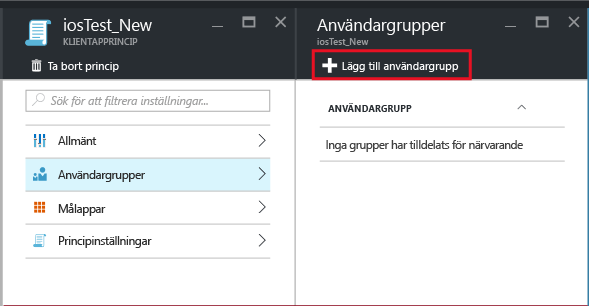 iosTest_New
KLIENTAPPRINCIP
Ta bort princip
Sök för att filtrera inställningar...
Allmänt
Användargrupper
Målappar
Principinställningar
Användargrupper
iosTest_New
Lägg till användargrupp
ANVÄNDARGRUPP
Inga grupper har tilldelats för närvarande